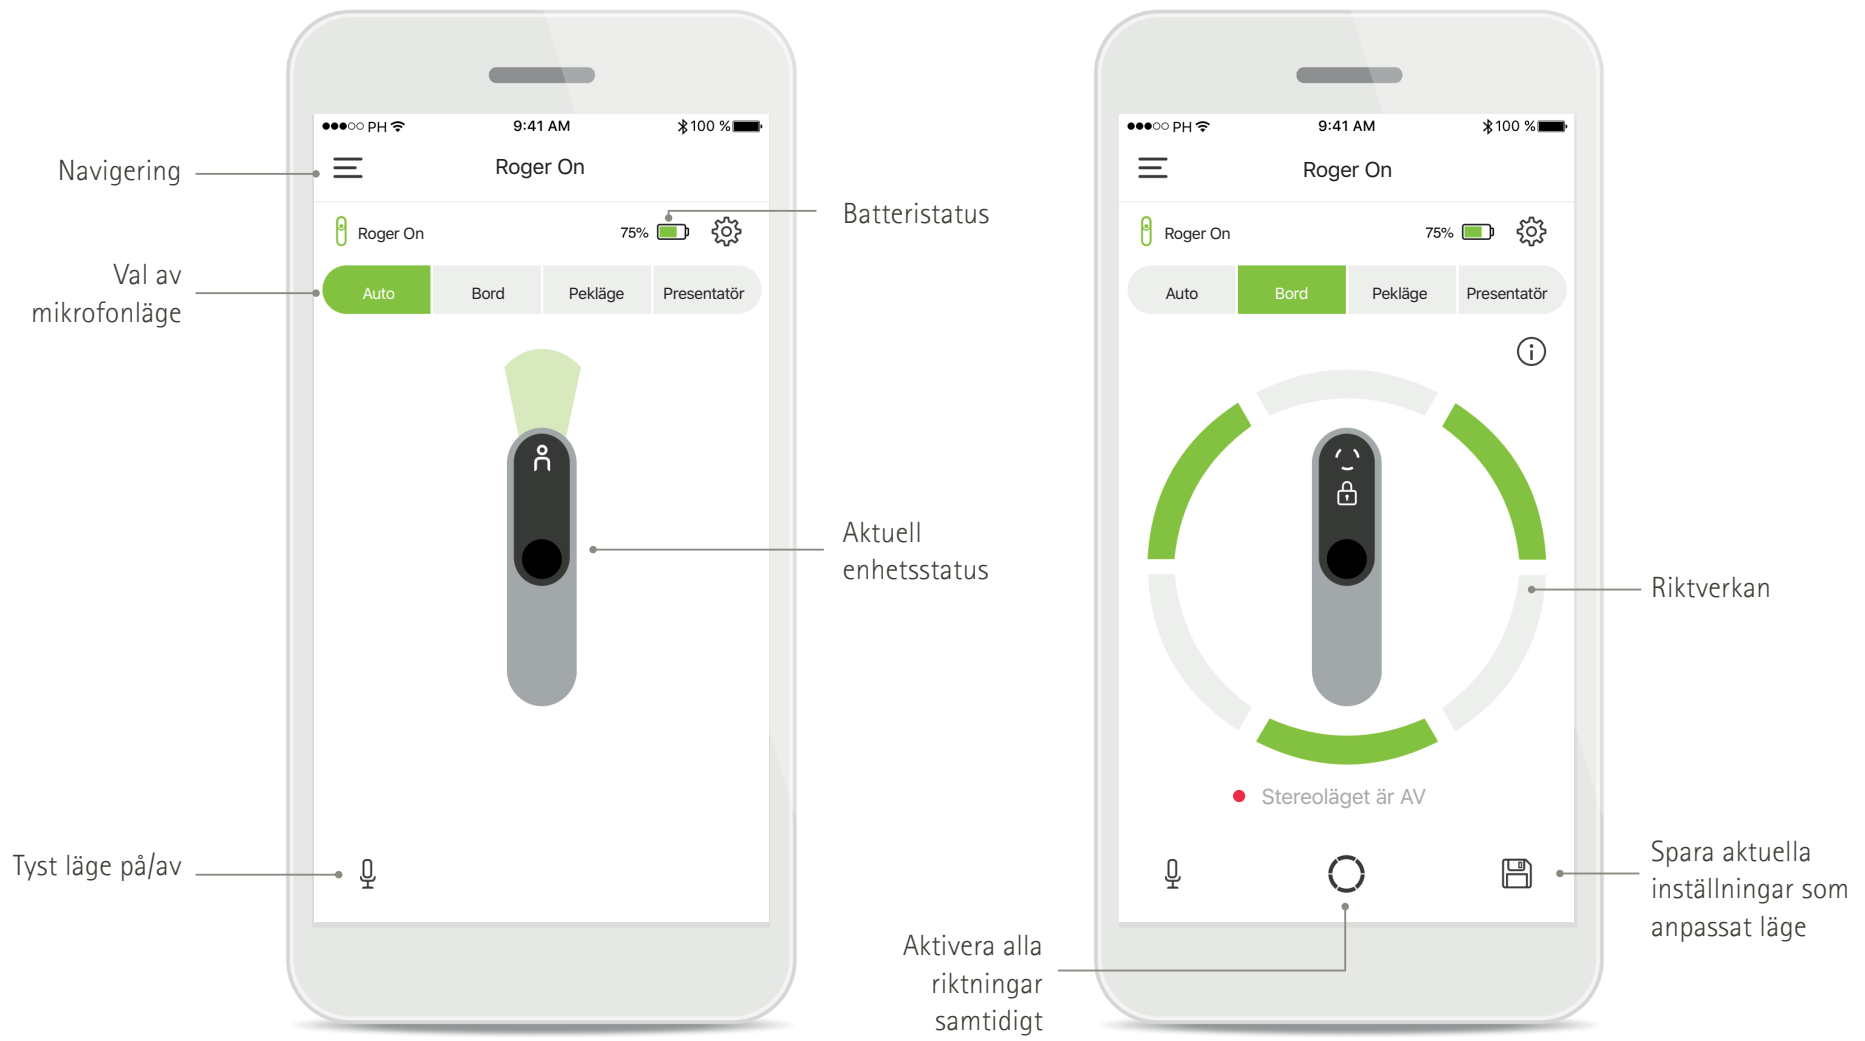 PH
9:41 AM
100 %
Roger On
Roger On
75%
Auto
Bord
Pekläge
Presentatör
Navigering
Val av
mikrofonläge
Tyst läge på/av
Batteristatus
Aktuell
enhetsstatus
PH
9:41 AM
100 %
Roger On
Roger On
75%
Auto
Bord
Pekläge
Presentatör
Stereoläget är AV
Riktverkan
Aktivera alla
riktningar
samtidigt
Spara aktuella
inställningar som
anpassat läge